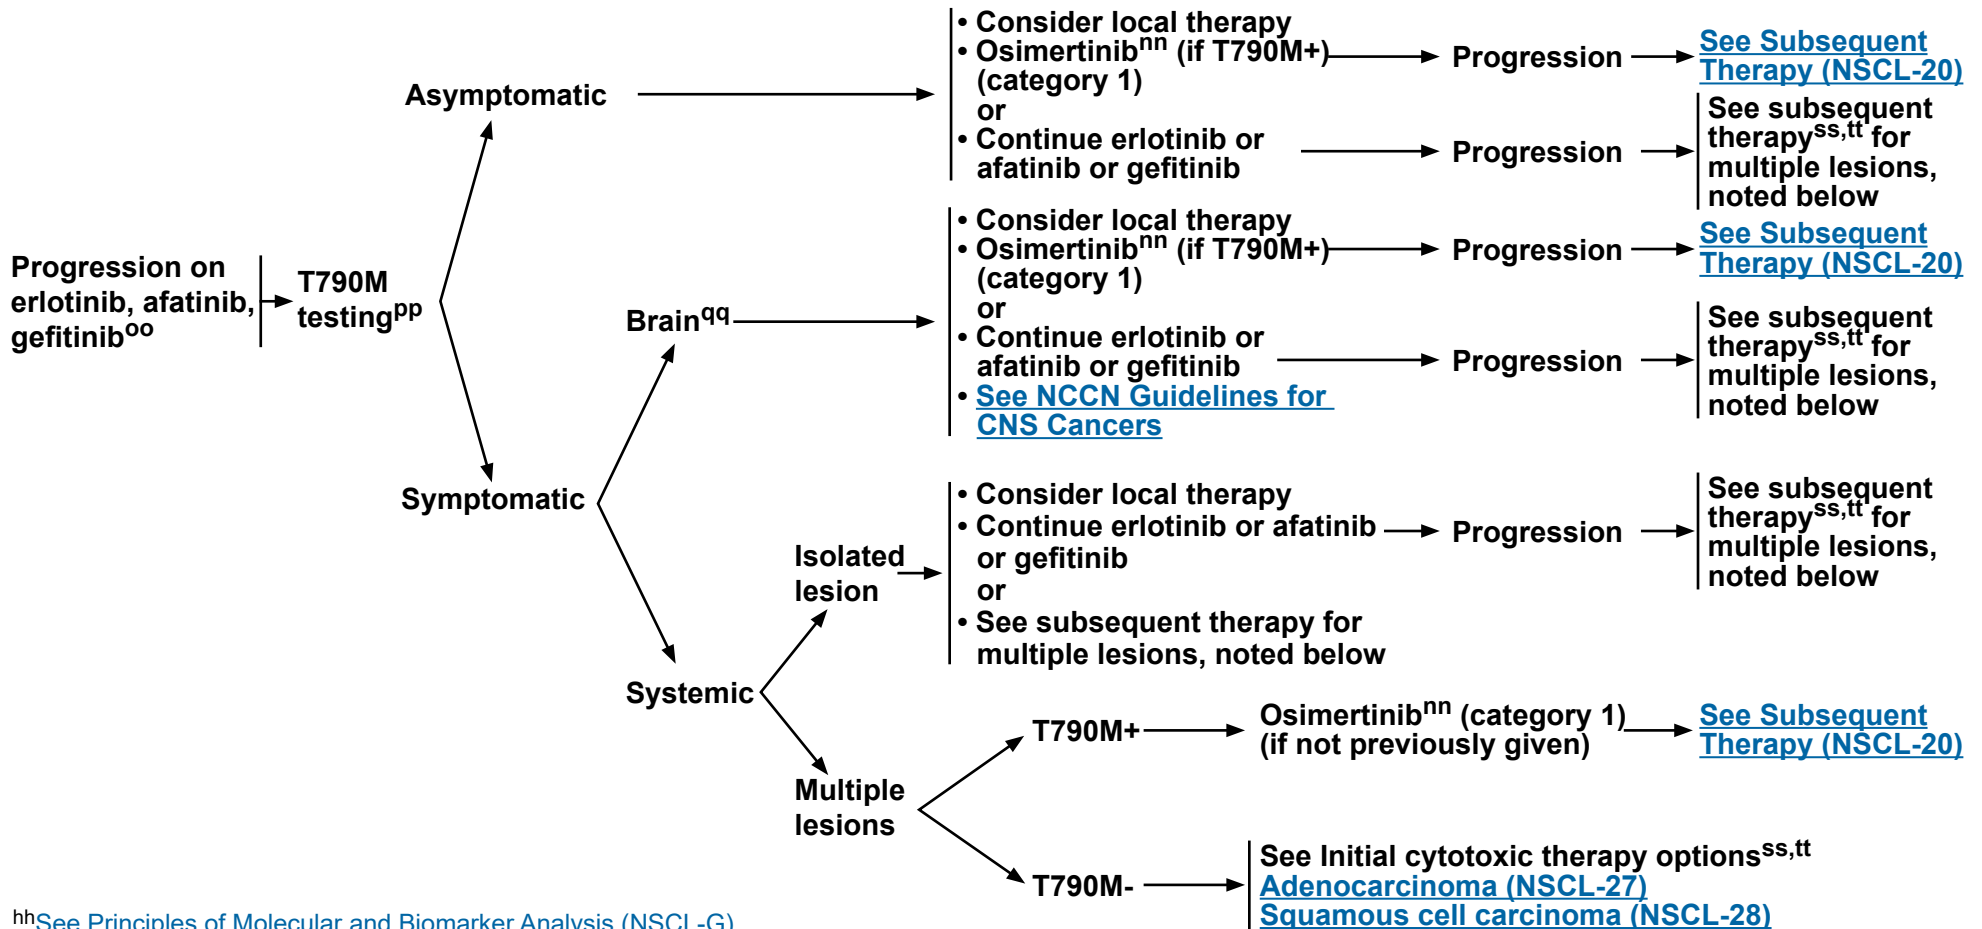 Progression on
erlotinib, afatinib,
gefitinib^oo
T790M
testing^pp
Asymptomatic
• Consider local therapy
• Osimertinib^nn (if T790M+)
(category 1)
or
• Continue erlotinib or
afatinib or gefitinib
Progression
See Subsequent
Therapy (NSCL-20)
Progression
See subsequent
therapy^ss,tt for
multiple lesions,
noted below
Symptomatic
Brain^qq
• Consider local therapy
• Osimertinib^nn (if T790M+)
(category 1)
or
• Continue erlotinib or
afatinib or gefitinib
• See NCCN Guidelines for
CNS Cancers
Progression
See Subsequent
Therapy (NSCL-20)
Progression
See subsequent
therapy^ss,tt for
multiple lesions,
noted below
Systemic
Isolated
lesion
• Consider local therapy
• Continue erlotinib or afatinib
or gefitinib
or
• See subsequent therapy for
multiple lesions, noted below
Progression
See subsequent
therapy^ss,tt for
multiple lesions,
noted below
Multiple
lesions
T790M+
Osimertinib^nn (category 1)
(if not previously given)
See Subsequent
Therapy (NSCL-20)
T790M-
See Initial cytotoxic therapy options^ss,tt
Adenocarcinoma (NSCL-27)
Squamous cell carcinoma (NSCL-28)
^hh See Principles of Molecular and Biomarker Analysis (NSCL-G)